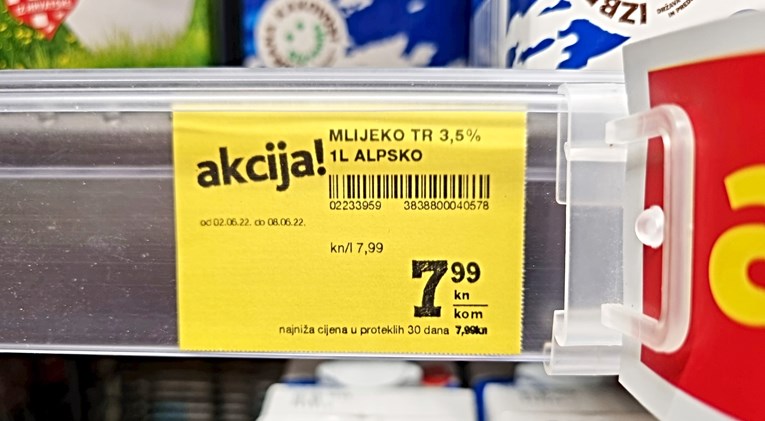 akcija!
MLIJEKO TR 3,5%
1L ALPSKO
02233959 3838800040578
od 02.06.22. do 08.06.22.
kn/l 7,99
7 99
kn
kom
najniža cijena u proteklih 30 dana 7,99kn
IZB